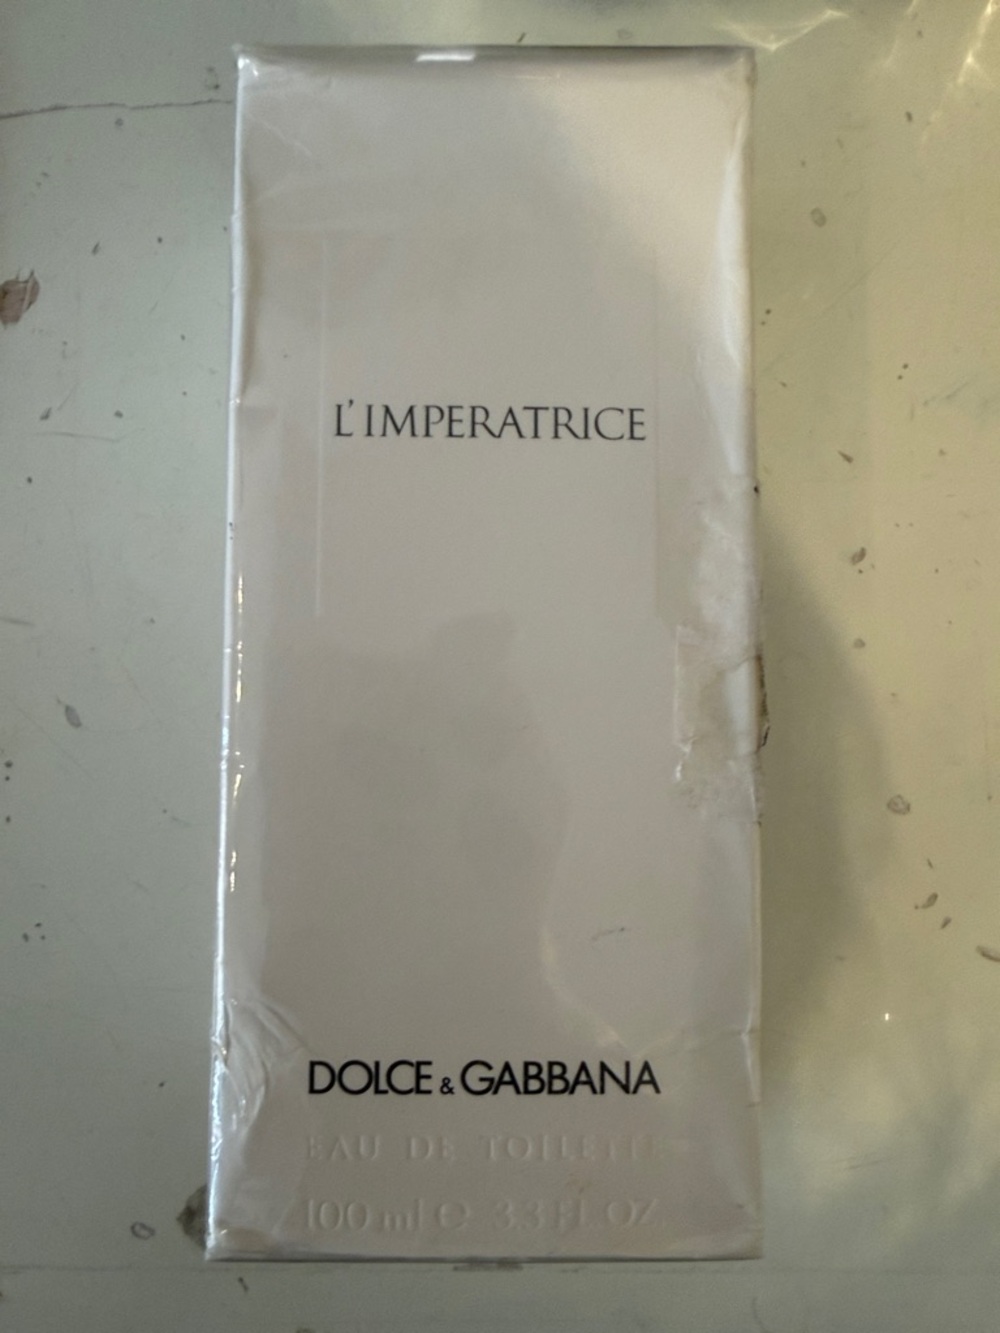 L'IMPERATRICE
DOLCE & GABBANA
EAU DE TOILETTE
100 ml e 3.3 FL. OZ.